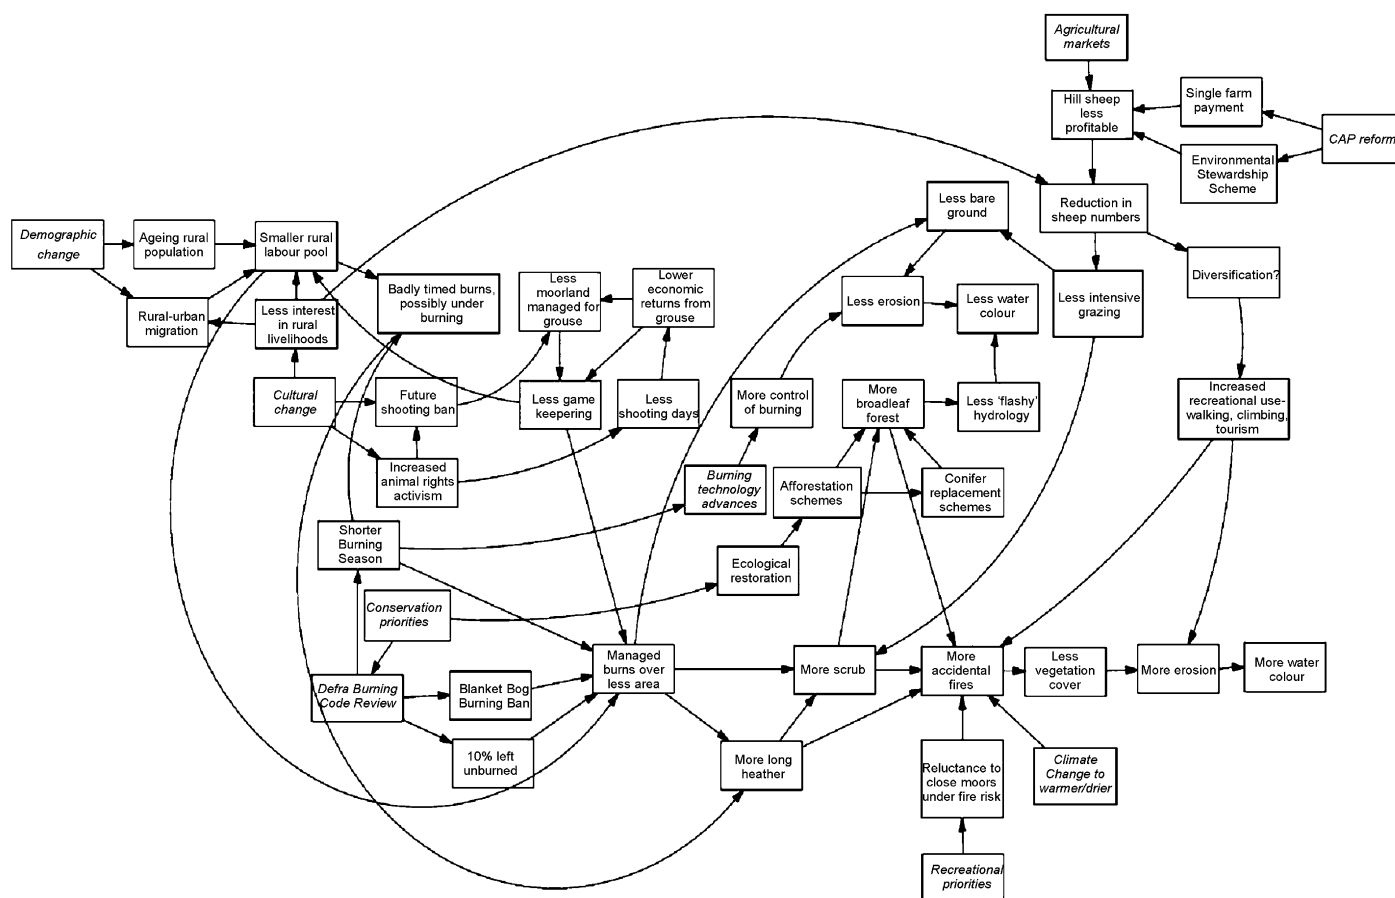 Agricultural
markets
Hill sheep
less
profitable
Single farm
payment
CAP reform
Environmental
Stewardship
Scheme
Less bare
ground
Reduction in
sheep numbers
Demographic
change
Ageing rural
population
Smaller rural
labour pool
Badly timed burns,
possibly under
burning
Less
moorland
managed for
grouse
Lower
economic
returns from
grouse
Less erosion
Less water
colour
Less intensive
grazing
Diversification?
Rural-urban
migration
Less interest
in rural
livelihoods
Cultural
change
Future
shooting ban
Less game
keepering
Less
shooting days
More control
of burning
More
broadleaf
forest
Less 'flashy'
hydrology
Increased
recreational use-
walking, climbing,
tourism
Increased
animal rights
activism
Burning
technology
advances
Afforestation
schemes
Conifer
replacement
schemes
Shorter
Burning
Season
Ecological
restoration
Conservation
priorities
Managed
burns over
less area
More scrub
More
accidental
fires
Less
vegetation
cover
More erosion
More water
colour
Defra Burning
Code Review
Blanket Bog
Burning Ban
10% left
unburned
More long
heather
Reluctance to
close moors
under fire risk
Climate
Change to
warmer/drier
Recreational
priorities